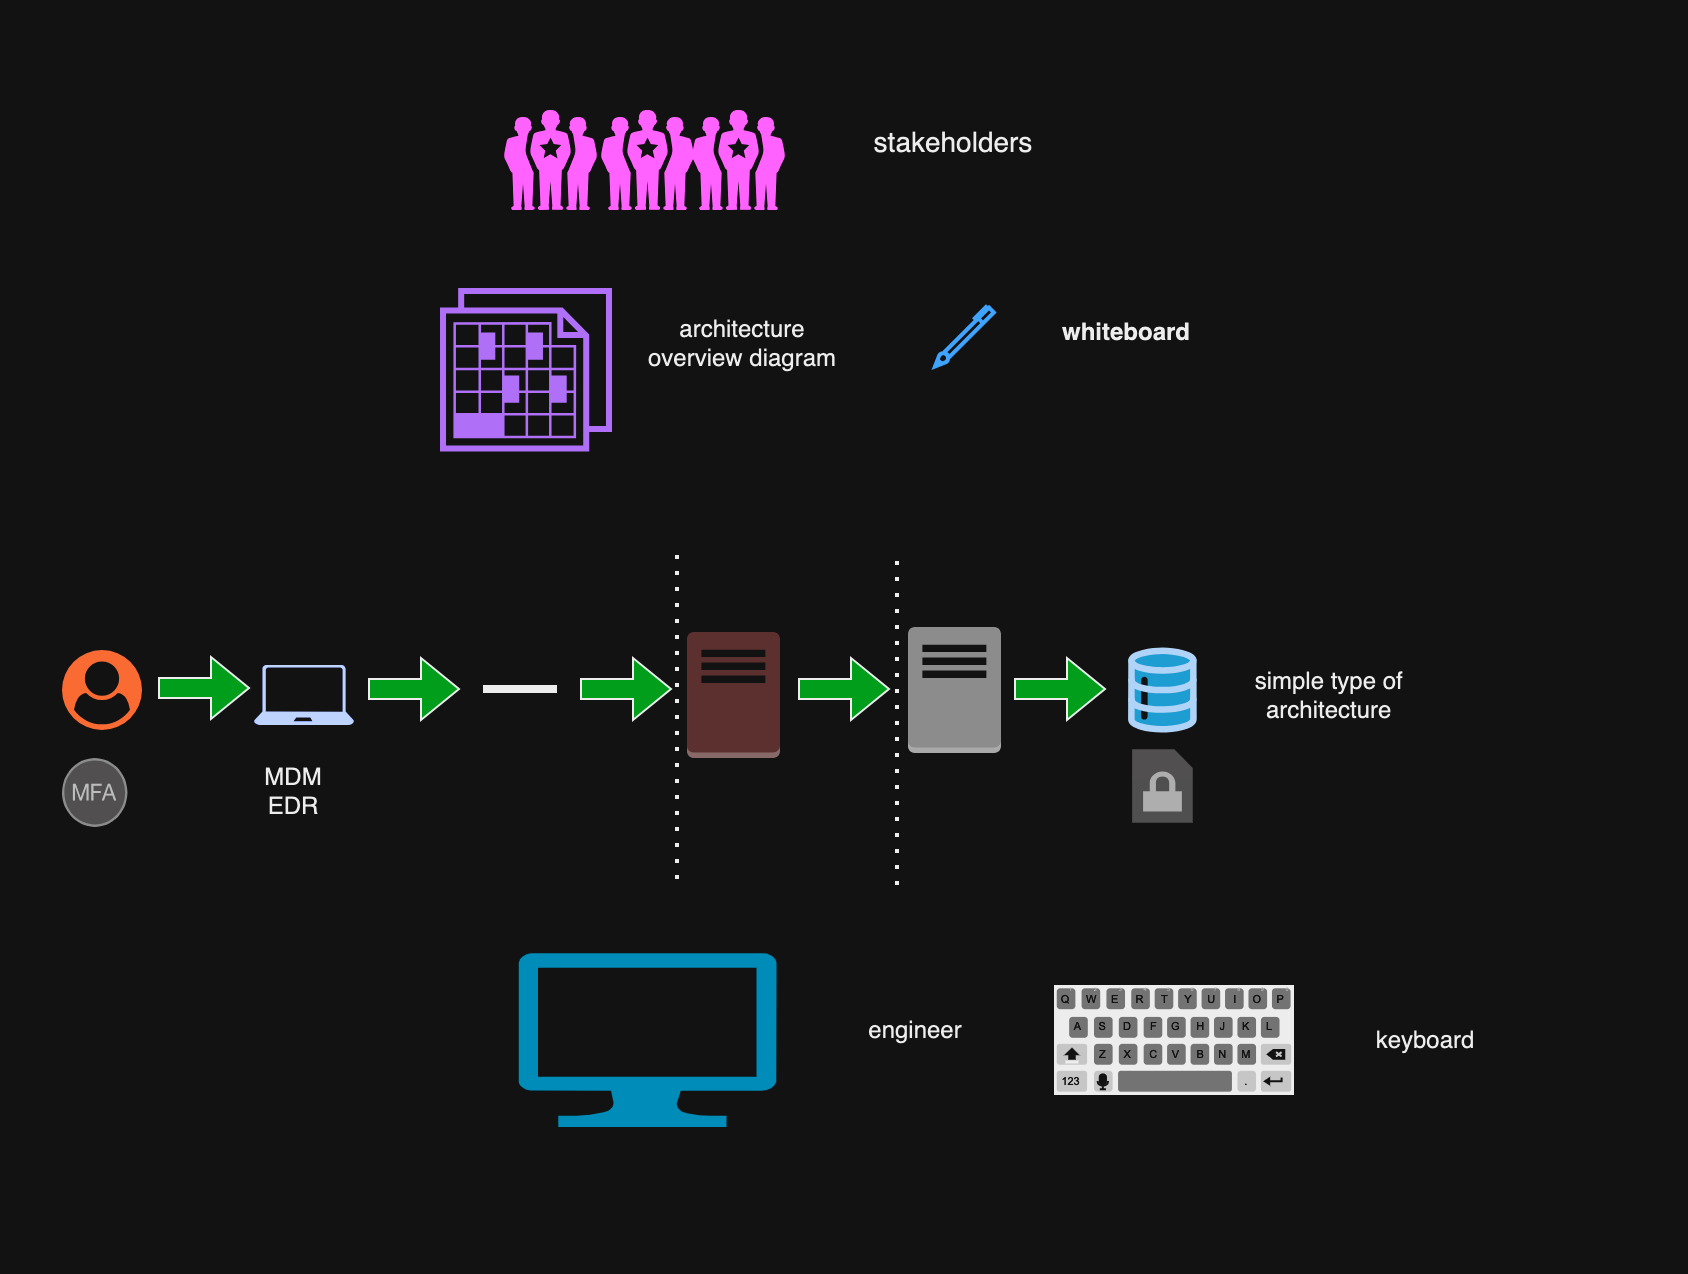 stakeholders
architecture
overview diagram
whiteboard
simple type of
architecture
MFA
MDM
EDR
engineer
Q W E R T Y U I O P
A S D F G H J K L
Z X C V B N M
123 .
keyboard